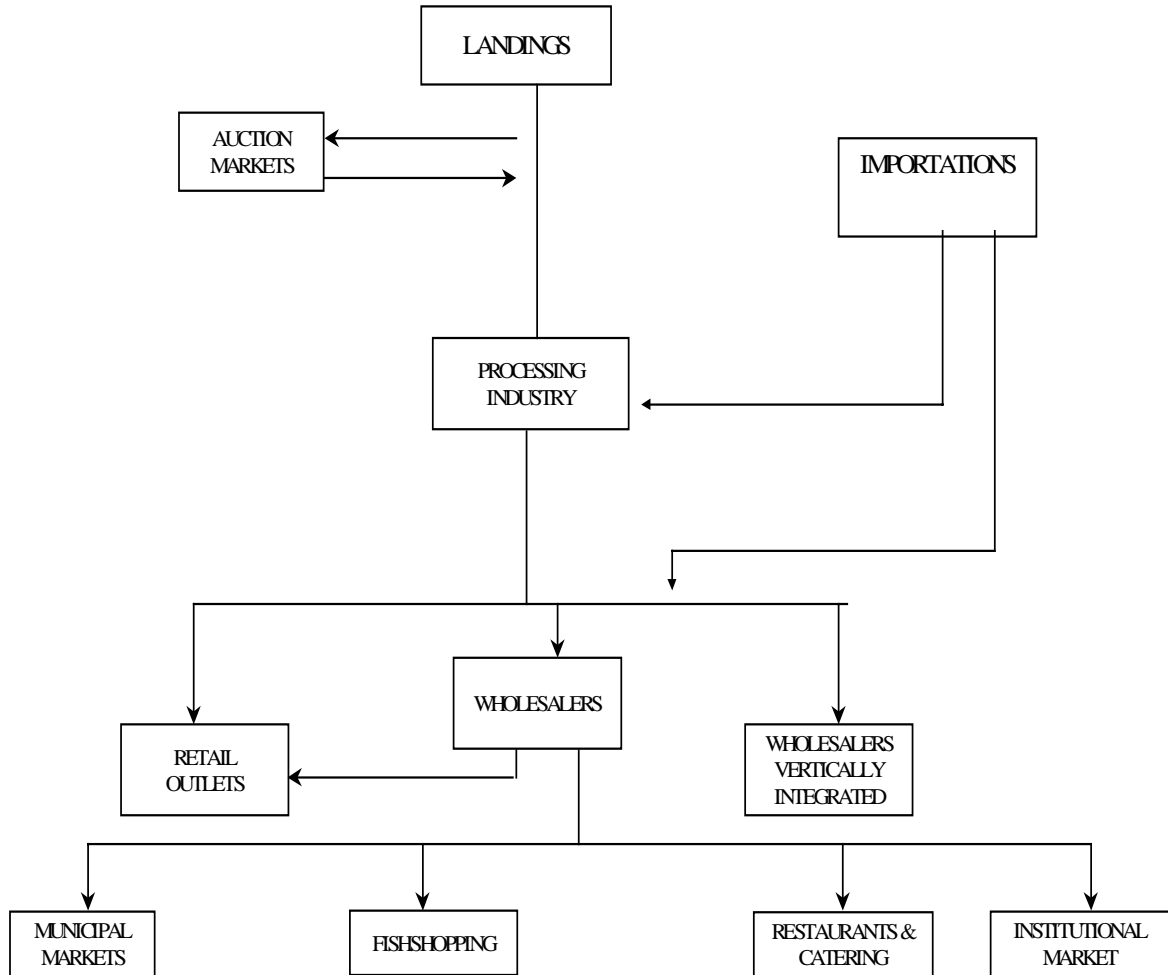 LANDINGS
AUCTION
MARKETS
IMPORTATIONS
PROCESSING
INDUSTRY
WHOLESALERS
RETAIL
OUTLETS
WHOLESALERS
VERTICALLY
INTEGRATED
MUNICIPAL
MARKETS
FISHSHOPPING
RESTAURANTS &
CATERING
INSTITUTIONAL
MARKET